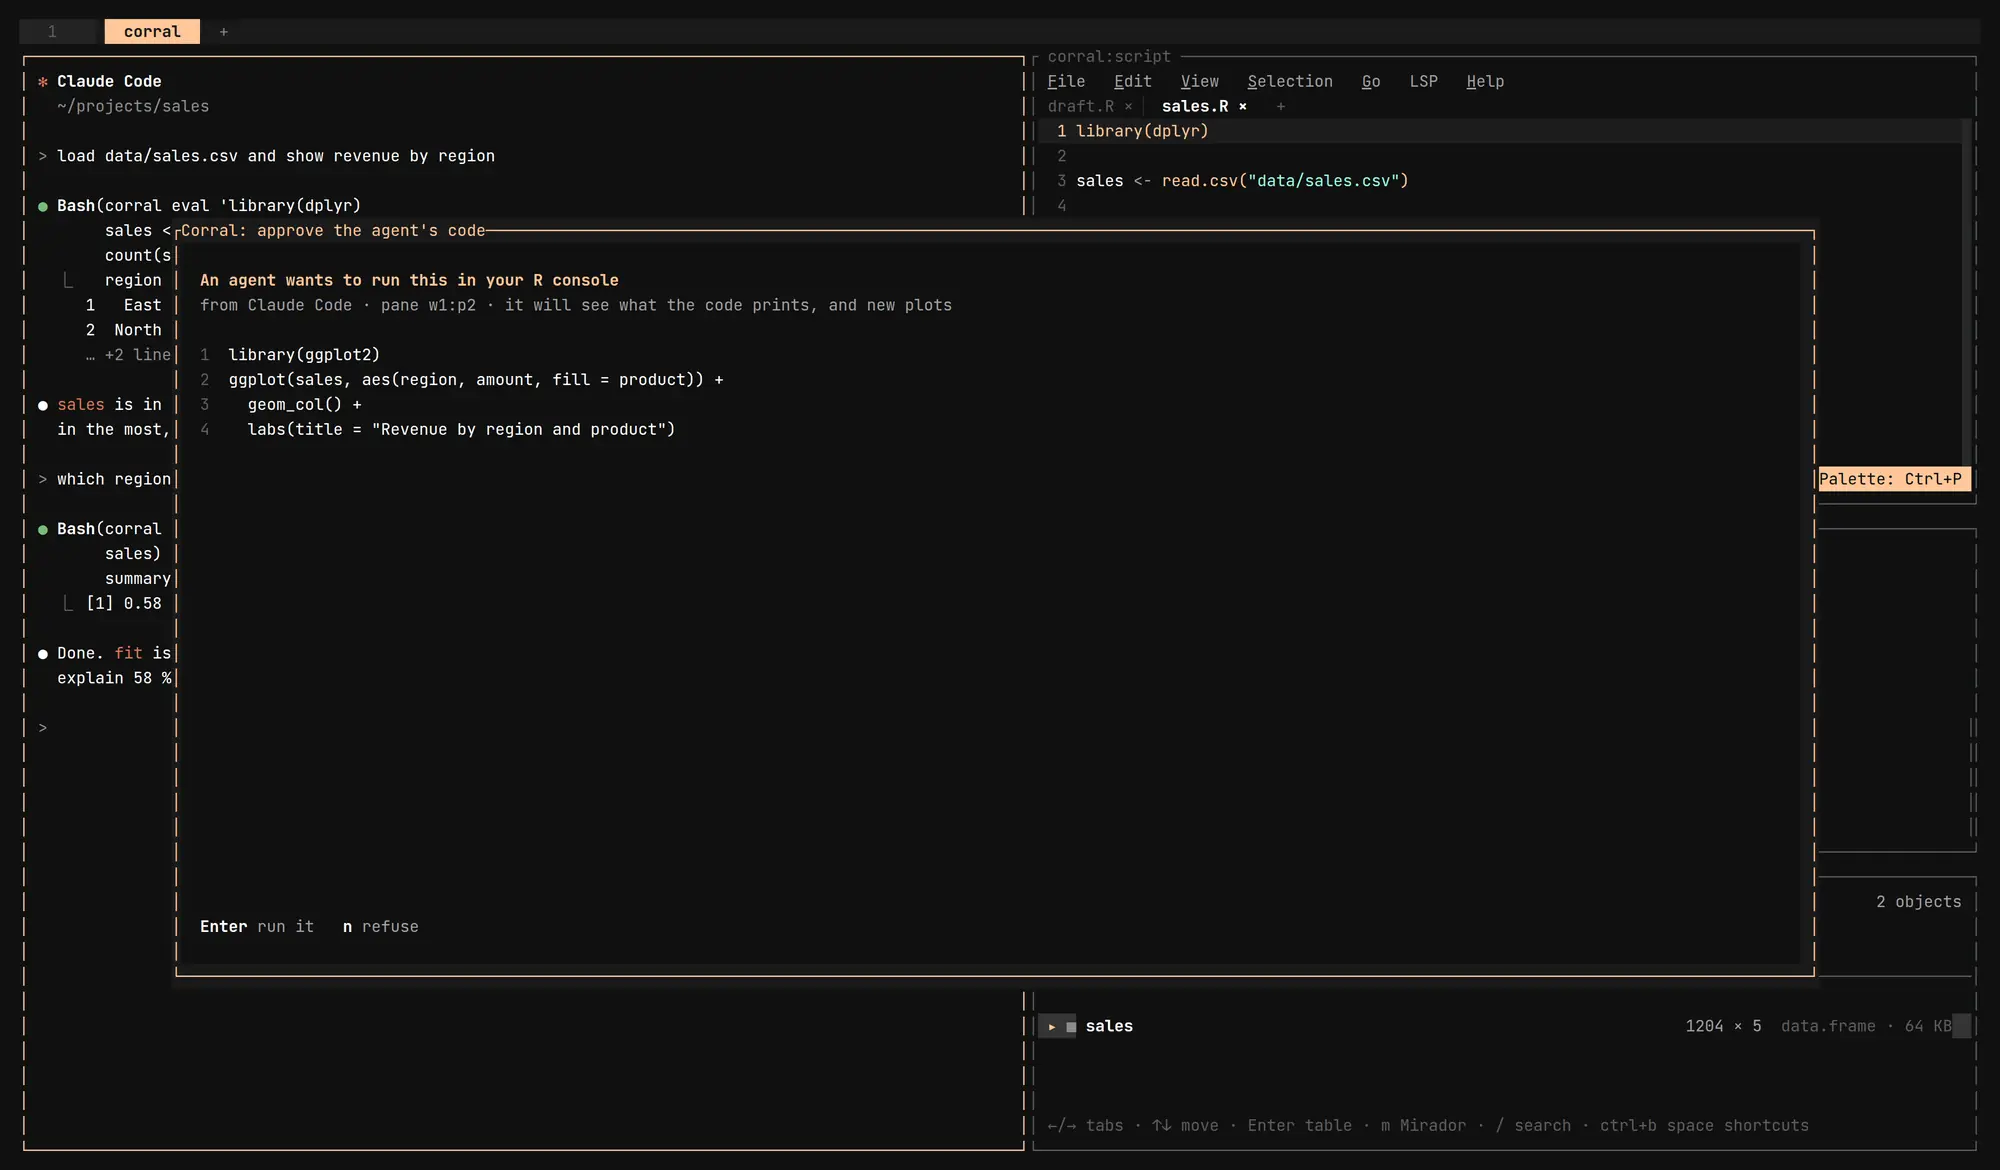 1 corral +
✻ Claude Code
~/projects/sales
> load data/sales.csv and show revenue by region
● Bash(corral eval 'library(dplyr)
sales <
count(s
⎿ region
1 East
2 North
… +2 line
● sales is in
in the most,
> which region
● Bash(corral
sales)
summary
⎿ [1] 0.58
● Done. fit is
explain 58 %
>
corral:script
File Edit View Selection Go LSP Help
draft.R × sales.R × +
1 library(dplyr)
2
3 sales <- read.csv("data/sales.csv")
4
Palette: Ctrl+P
Corral: approve the agent's code
An agent wants to run this in your R console
from Claude Code · pane w1:p2 · it will see what the code prints, and new plots
1 library(ggplot2)
2 ggplot(sales, aes(region, amount, fill = product)) +
3 geom_col() +
4 labs(title = "Revenue by region and product")
Enter run it n refuse
2 objects
▸ ■ sales 1204 × 5 data.frame · 64 KB
←/→ tabs · ↑↓ move · Enter table · m Mirador · / search · ctrl+b space shortcuts